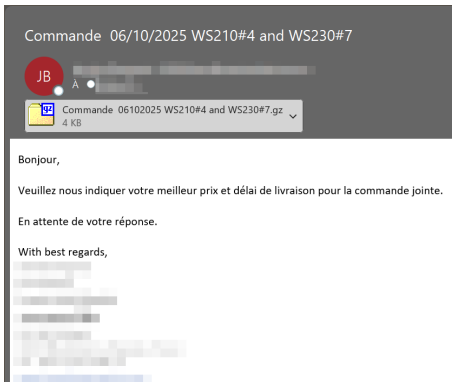 Commande 06/10/2025 WS210#4 and WS230#7
JB
À
gz
Commande 06102025 WS210#4 and WS230#7.gz
4 KB
Bonjour,
Veuillez nous indiquer votre meilleur prix et délai de livraison pour la commande jointe.
En attente de votre réponse.
With best regards,